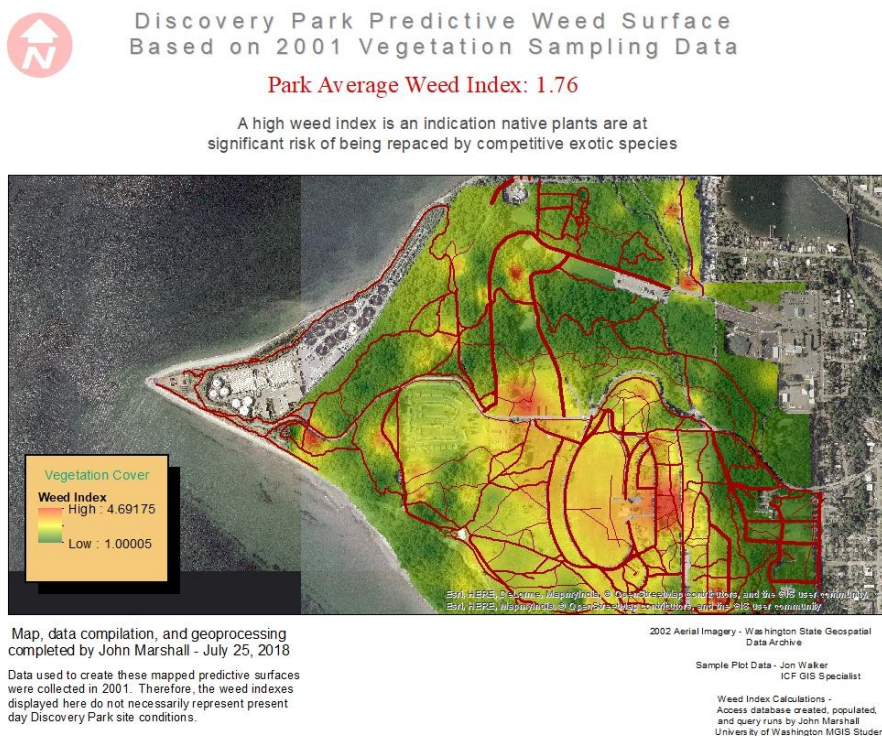 N
Discovery Park Predictive Weed Surface
Based on 2001 Vegetation Sampling Data
Park Average Weed Index: 1.76
A high weed index is an indication native plants are at
significant risk of being repaced by competitive exotic species
Vegetation Cover
Weed Index
High : 4.69175
Low : 1.00005
Esri, HERE, DeLorme, MapmyIndia, © OpenStreetMap contributors, and the GIS user community
Esri, HERE, MapmyIndia, © OpenStreetMap contributors, and the GIS user community
Map, data compilation, and geoprocessing
completed by John Marshall - July 25, 2018
Data used to create these mapped predictive surfaces
were collected in 2001. Therefore, the weed indexes
displayed here do not necessarily represent present
day Discovery Park site conditions.
2002 Aerial Imagery - Washington State Geospatial
Data Archive
Sample Plot Data - Jon Walker
ICF GIS Specialist
Weed Index Calculations -
Access database created, populated,
and query runs by John Marshall
University of Washington MGIS Studen